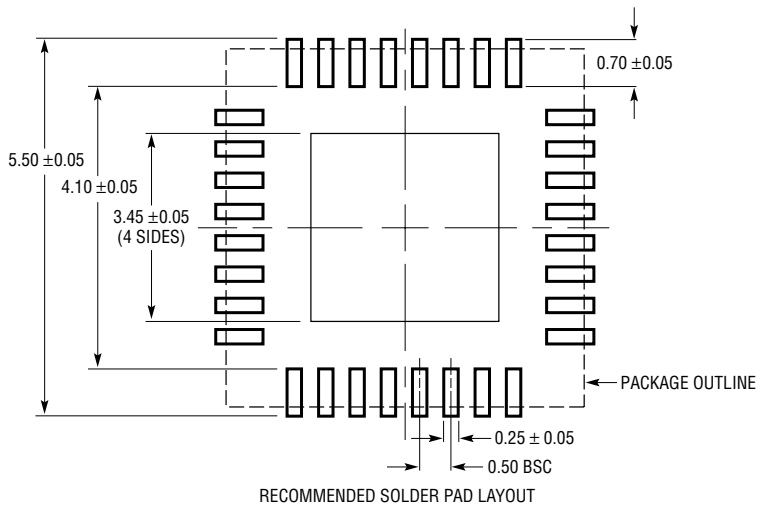 0.70 ±0.05
5.50 ±0.05
4.10 ±0.05
3.45 ±0.05
(4 SIDES)
PACKAGE OUTLINE
0.25 ± 0.05
0.50 BSC
RECOMMENDED SOLDER PAD LAYOUT